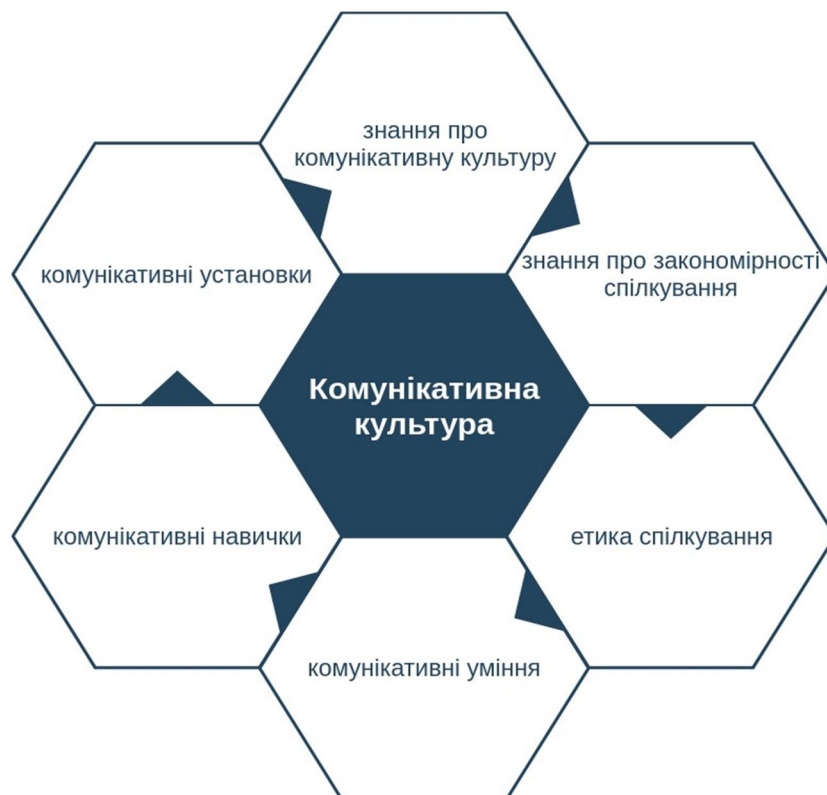 знання про
комунікативну культуру
знання про закономірності
спілкування
комунікативні установки
Комунікативна
культура
комунікативні навички
етика спілкування
комунікативні уміння